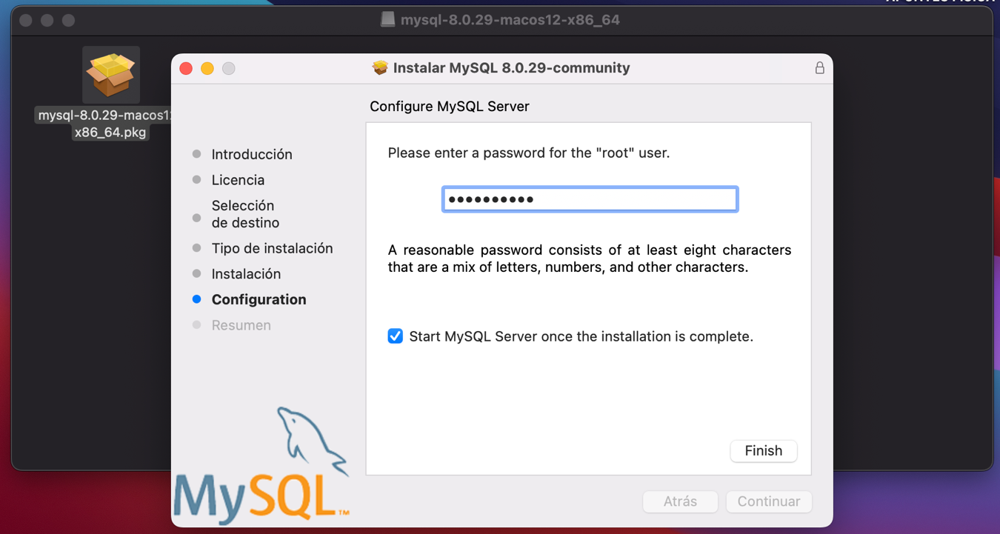 mysql-8.0.29-macos12-x86_64
mysql-8.0.29-macos12
x86_64.pkg
Instalar MySQL 8.0.29-community
Configure MySQL Server
Introducción
Licencia
Selección
de destino
Tipo de instalación
Instalación
Configuration
Resumen
Please enter a password for the "root" user.
A reasonable password consists of at least eight characters
that are a mix of letters, numbers, and other characters.
Start MySQL Server once the installation is complete.
Finish
MySQL™
Atrás
Continuar